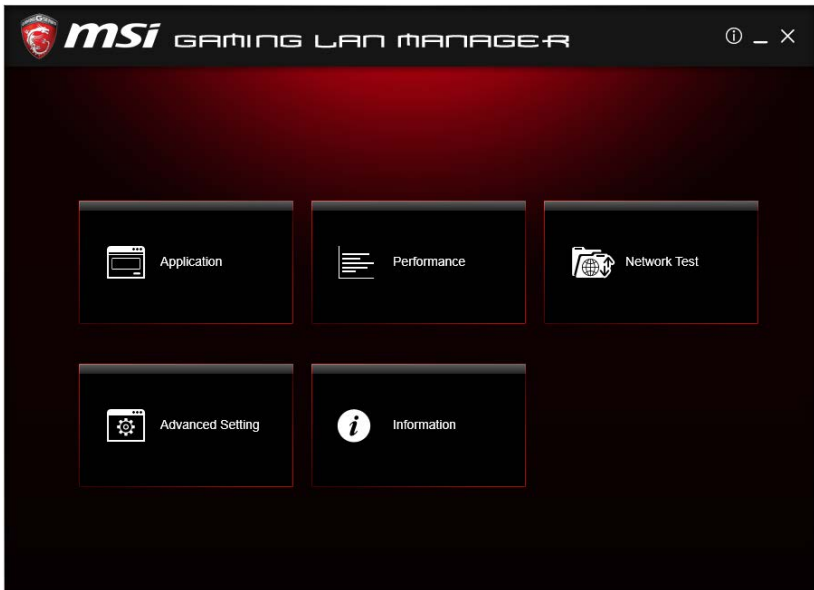 msi GAMING LAN MANAGER
Application
Performance
Network Test
Advanced Setting
Information